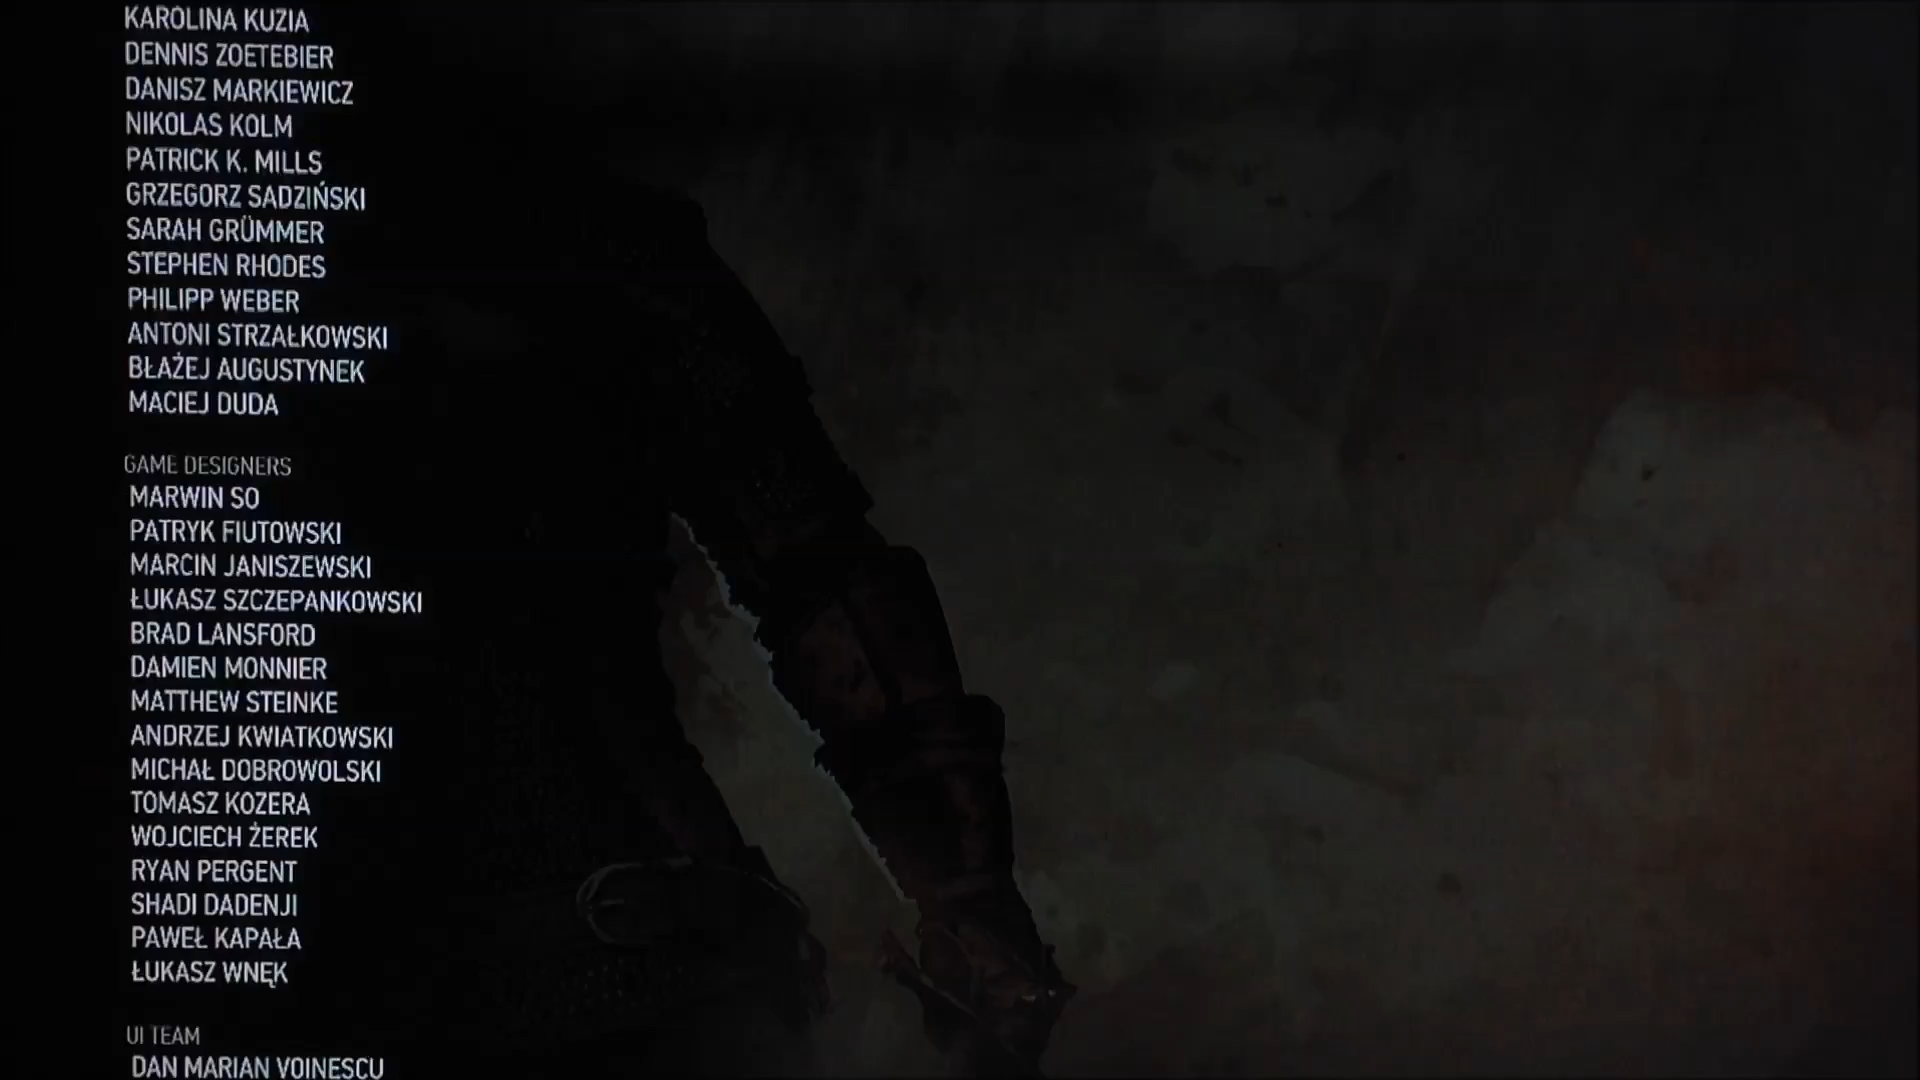 KAROLINA KUZIA
DENNIS ZOETEBIER
DANISZ MARKIEWICZ
NIKOLAS KOLM
PATRICK K. MILLS
GRZEGORZ SADZIŃSKI
SARAH GRÜMMER
STEPHEN RHODES
PHILIPP WEBER
ANTONI STRZAŁKOWSKI
BŁAŻEJ AUGUSTYNEK
MACIEJ DUDA
GAME DESIGNERS
MARWIN SO
PATRYK FIUTOWSKI
MARCIN JANISZEWSKI
ŁUKASZ SZCZEPANKOWSKI
BRAD LANSFORD
DAMIEN MONNIER
MATTHEW STEINKE
ANDRZEJ KWIATKOWSKI
MICHAŁ DOBROWOLSKI
TOMASZ KOZERA
WOJCIECH ŻEREK
RYAN PERGENT
SHADI DADENJI
PAWEŁ KAPAŁA
ŁUKASZ WNĘK
UI TEAM
DAN MARIAN VOINESCU